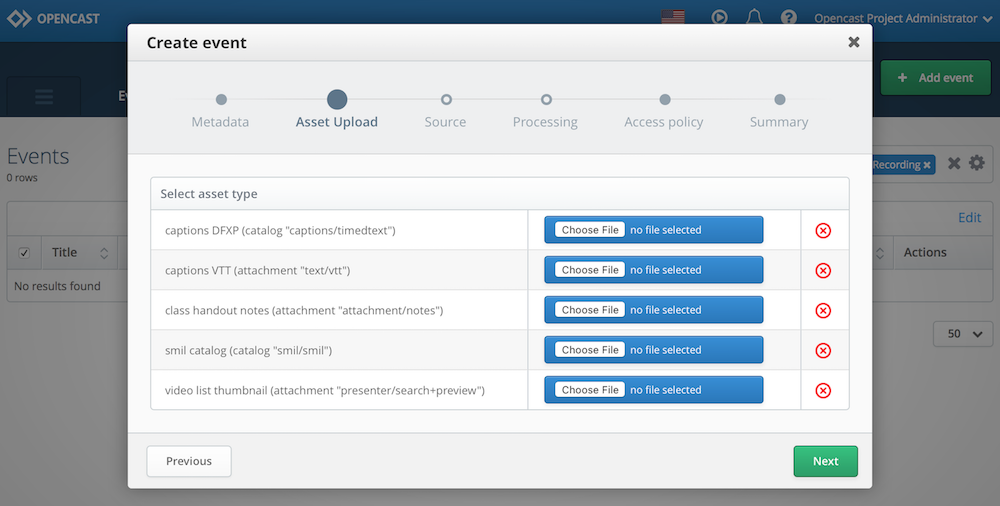 OPENCAST
Opencast Project Administrator
Create event
Add event
Metadata
Asset Upload
Source
Processing
Access policy
Summary
Events
0 rows
Recording
Select asset type
Edit
captions DFXP (catalog "captions/timedtext") Choose File no file selected
Title
Actions
captions VTT (attachment "text/vtt") Choose File no file selected
No results found
class handout notes (attachment "attachment/notes") Choose File no file selected
50
smil catalog (catalog "smil/smil") Choose File no file selected
video list thumbnail (attachment "presenter/search+preview") Choose File no file selected
Previous
Next